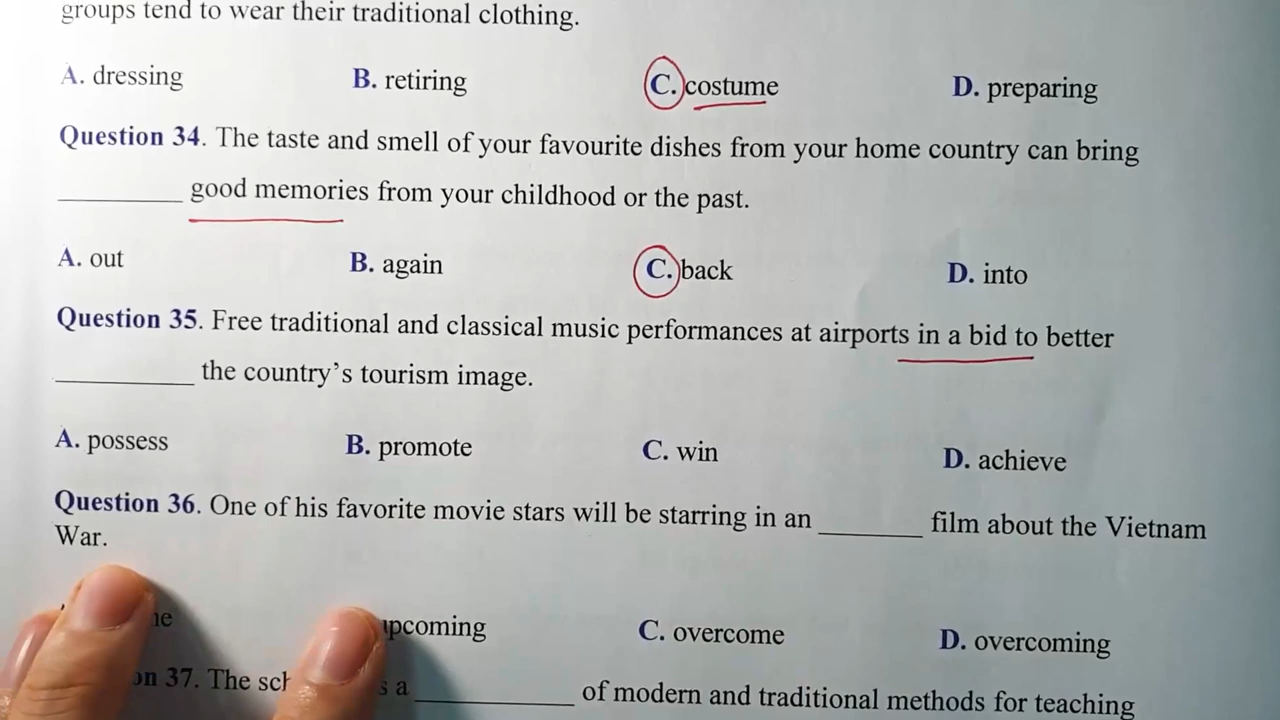 groups tend to wear their traditional clothing.
A. dressing B. retiring C. costume D. preparing
Question 34. The taste and smell of your favourite dishes from your home country can bring
__________ good memories from your childhood or the past.
A. out B. again C. back D. into
Question 35. Free traditional and classical music performances at airports in a bid to better
___________ the country's tourism image.
A. possess B. promote C. win D. achieve
Question 36. One of his favorite movie stars will be starring in an ________ film about the Vietnam
War.
C. overcome D. overcoming
37. The a ____________ of modern and traditional methods for teaching